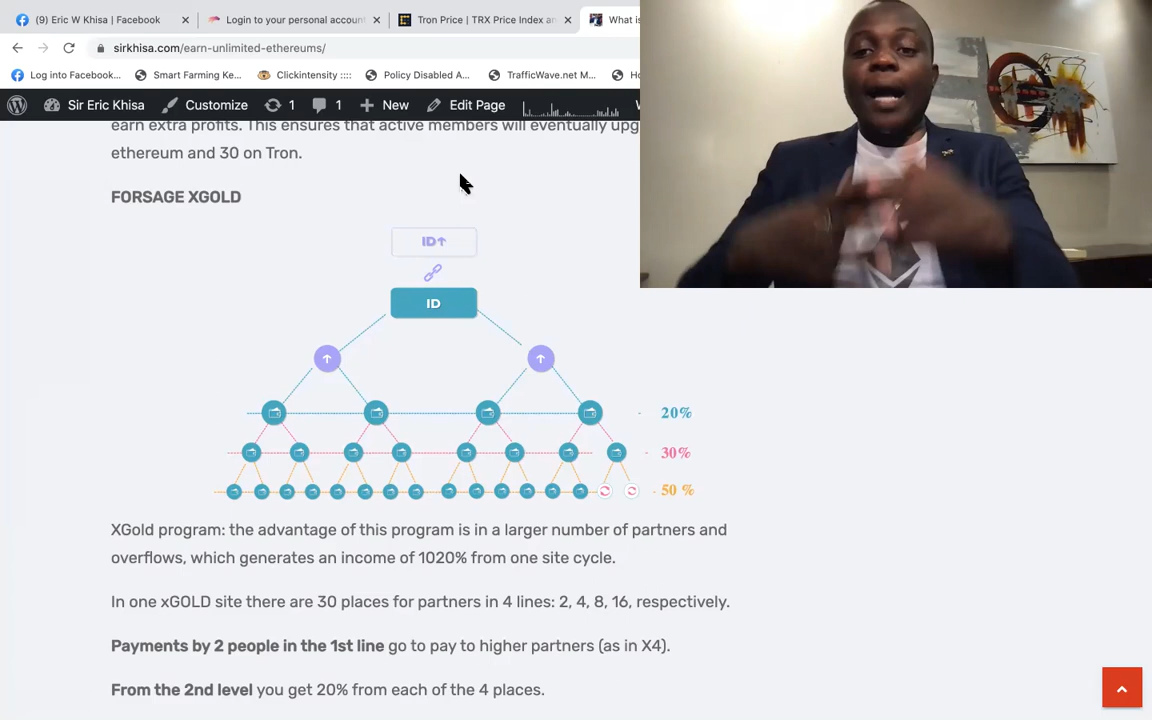 (9) Eric W Khisa | Facebook
Login to your personal accoun
Tron Price | TRX Price Index an
What is
sirkhisa.com/earn-unlimited-ethereums/
Log into Facebook...
Smart Farming Ke...
Clickintensity ::::
Policy Disabled A...
TrafficWave.net M...
Sir Eric Khisa
Customize
1
1
New
Edit Page
earn extra profits. This ensures that active members will eventually upg
ethereum and 30 on Tron.
FORSAGE XGOLD
ID↑
ID
20%
30%
50 %
XGold program: the advantage of this program is in a larger number of partners and
overflows, which generates an income of 1020% from one site cycle.
In one xGOLD site there are 30 places for partners in 4 lines: 2, 4, 8, 16, respectively.
Payments by 2 people in the 1st line go to pay to higher partners (as in X4).
From the 2nd level you get 20% from each of the 4 places.